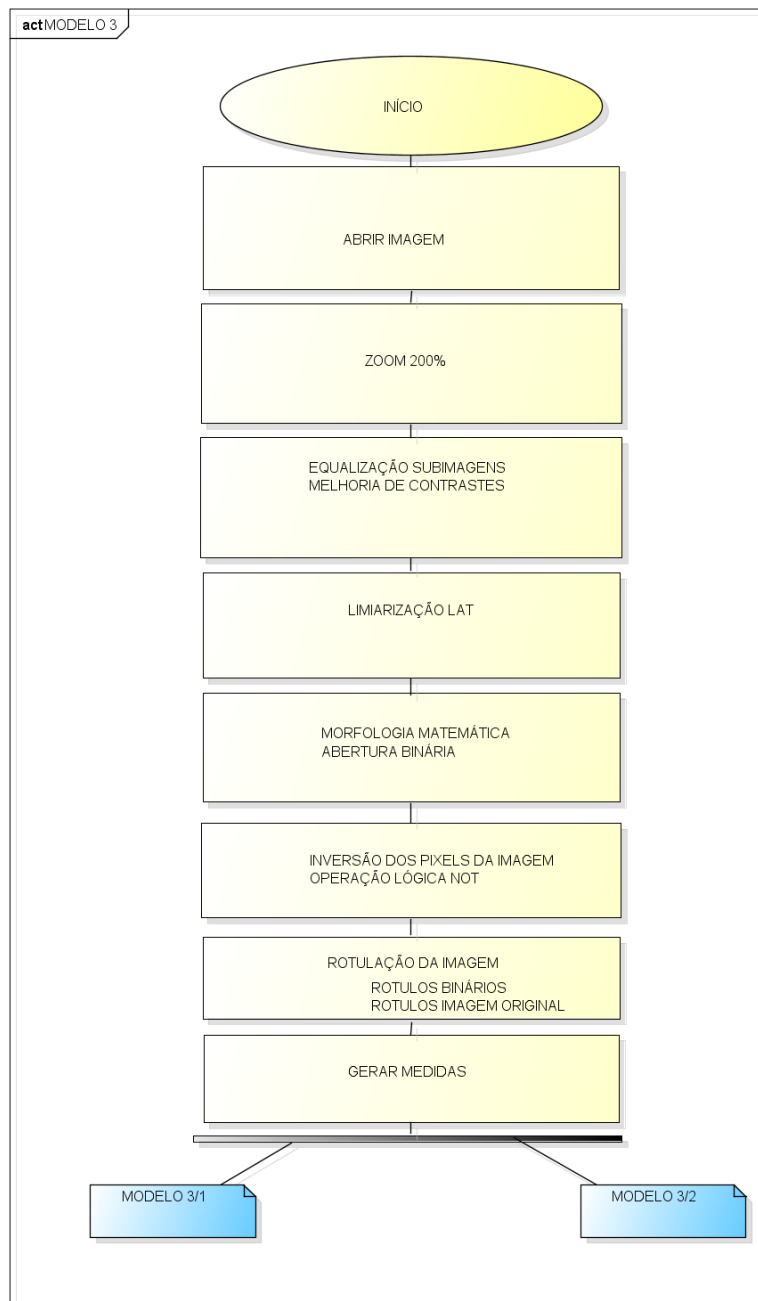 actMODELO 3
INÍCIO
ABRIR IMAGEM
ZOOM 200%
EQUALIZAÇÃO SUBIMAGENS
MELHORIA DE CONTRASTES
LIMIARIZAÇÃO LAT
MORFOLOGIA MATEMÁTICA
ABERTURA BINÁRIA
INVERSÃO DOS PIXELS DA IMAGEM
OPERAÇÃO LÓGICA NOT
ROTULAÇÃO DA IMAGEM
ROTULOS BINÁRIOS
ROTULOS IMAGEM ORIGINAL
GERAR MEDIDAS
MODELO 3/1
MODELO 3/2